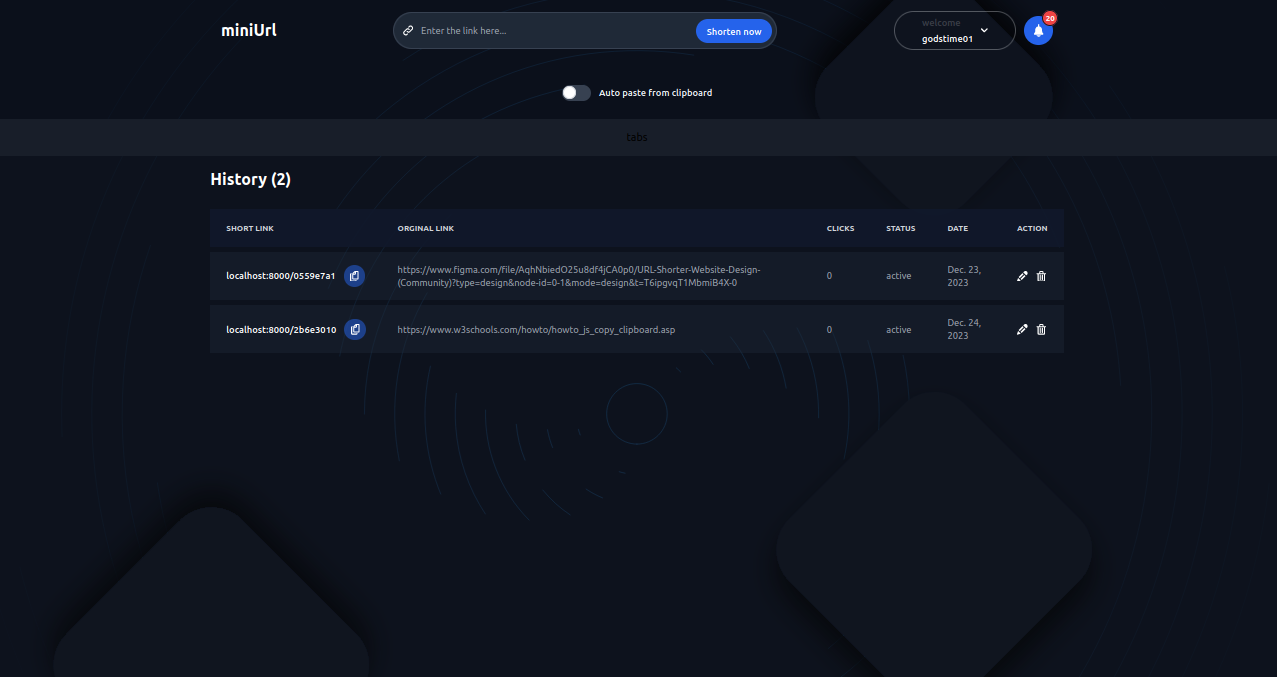 miniUrl
Enter the link here...
Shorten now
welcome
godstime01
20
Auto paste from clipboard
tabs
History (2)
SHORT LINK ORGINAL LINK CLICKS STATUS DATE ACTION
localhost:8000/0559e7a1
https://www.figma.com/file/AqhNbiedO25u8df4jCA0p0/URL-Shorter-Website-Design-
(Community)?type=design&node-id=0-1&mode=design&t=T6ipgvqT1MbmiB4X-0
0
active
Dec. 23,
2023
localhost:8000/2b6e3010
https://www.w3schools.com/howto/howto_js_copy_clipboard.asp
0
active
Dec. 24,
2023